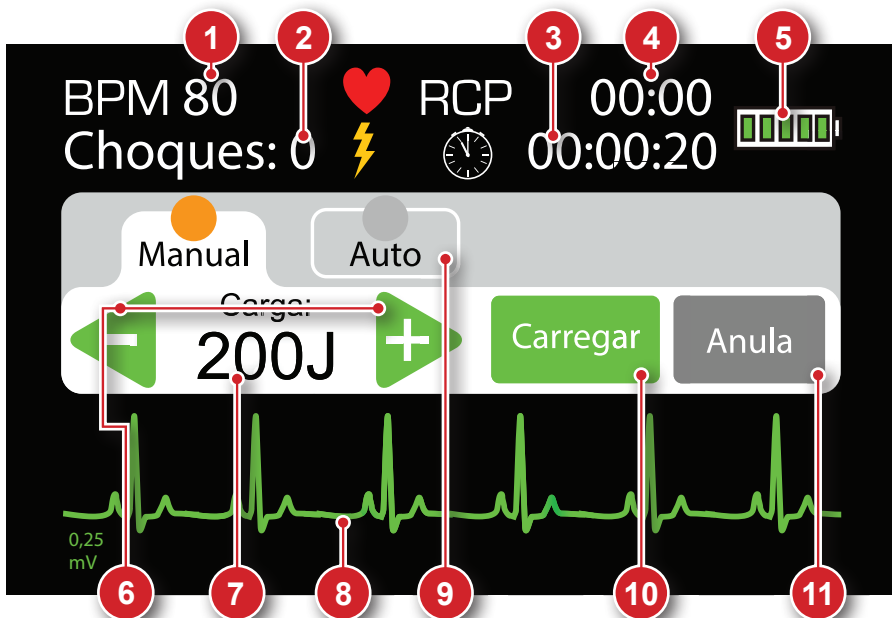 1 2 3 4 5
BPM 80 RCP 00:00
Choques: 0 00:00:20
Manual Auto
Carga:
- 200J + Carregar Anula
0,25
mV
6 7 8 9 10 11